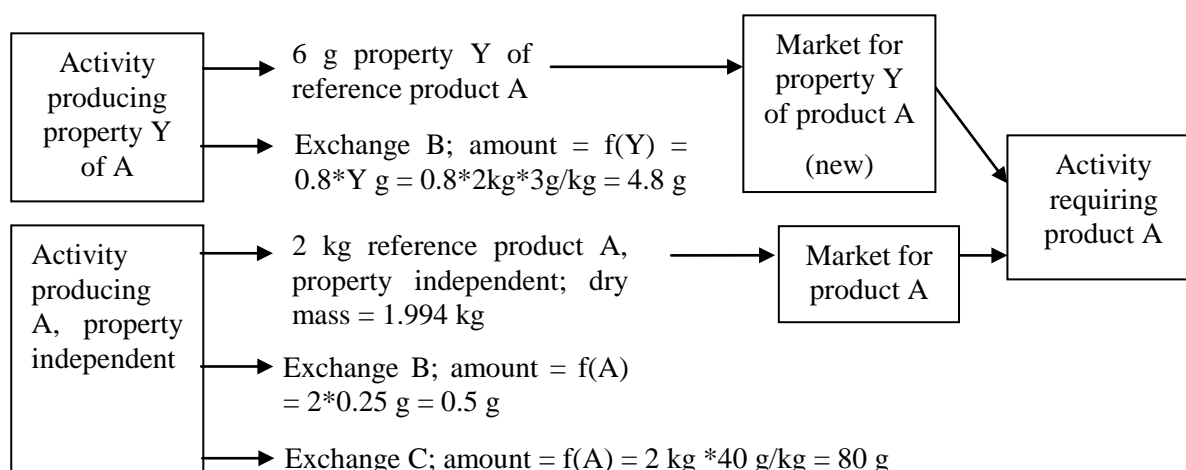 Activity
producing
property Y
of A
6 g property Y of
reference product A
Exchange B; amount = f(Y) =
0.8*Y g = 0.8*2kg*3g/kg = 4.8 g
Market for
property Y
of product A
(new)
Activity
requiring
product A
Activity
producing
A, property
independent
2 kg reference product A,
property independent; dry
mass = 1.994 kg
Market for
product A
Exchange B; amount = f(A)
= 2*0.25 g = 0.5 g
Exchange C; amount = f(A) = 2 kg *40 g/kg = 80 g